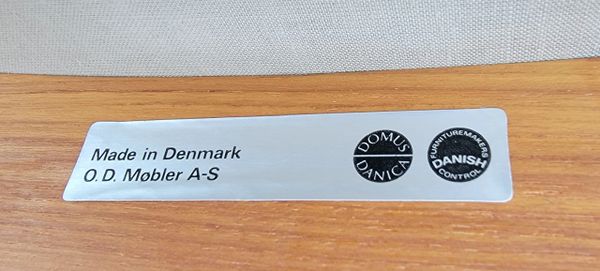 Made in Denmark
O. D. Møbler A-S
DOMUS
DANICA
FURNITUREMAKERS
DANISH
CONTROL